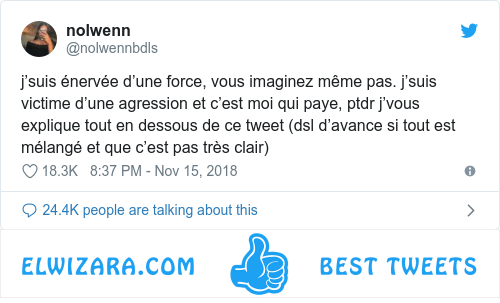 nolwenn
@nolwennbdls
j’suis énervée d’une force, vous imaginez même pas. j’suis
victime d’une agression et c’est moi qui paye, ptdr j’vous
explique tout en dessous de ce tweet (dsl d’avance si tout est
mélangé et que c’est pas très clair)
18.3K 8:37 PM - Nov 15, 2018
24.4K people are talking about this
ELWIZARA.COM BEST TWEETS